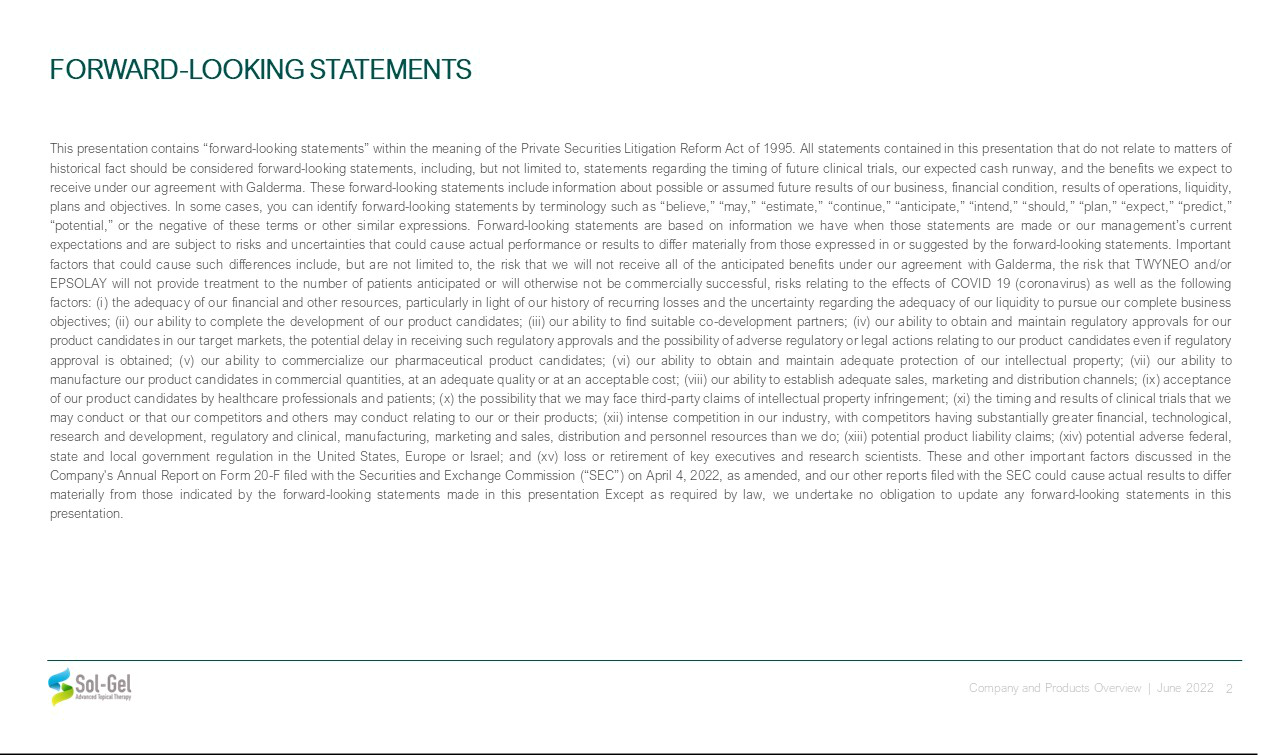 FORWARD-LOOKING STATEMENTS
This presentation contains “forward-looking statements” within the meaning of the Private Securities Litigation Reform Act of 1995. All statements contained in this presentation that do not relate to matters of
historical fact should be considered forward-looking statements, including, but not limited to, statements regarding the timing of future clinical trials, our expected cash runway, and the benefits we expect to
receive under our agreement with Galderma. These forward-looking statements include information about possible or assumed future results of our business, financial condition, results of operations, liquidity,
plans and objectives. In some cases, you can identify forward-looking statements by terminology such as “believe,” “may,” “estimate,” “continue,” “anticipate,” “intend,” “should,” “plan,” “expect,” “predict,”
“potential,” or the negative of these terms or other similar expressions. Forward-looking statements are based on information we have when those statements are made or our management’s current
expectations and are subject to risks and uncertainties that could cause actual performance or results to differ materially from those expressed in or suggested by the forward-looking statements. Important
factors that could cause such differences include, but are not limited to, the risk that we will not receive all of the anticipated benefits under our agreement with Galderma, the risk that TWYNEO and/or
EPSOLAY will not provide treatment to the number of patients anticipated or will otherwise not be commercially successful, risks relating to the effects of COVID 19 (coronavirus) as well as the following
factors: (i) the adequacy of our financial and other resources, particularly in light of our history of recurring losses and the uncertainty regarding the adequacy of our liquidity to pursue our complete business
objectives; (ii) our ability to complete the development of our product candidates; (iii) our ability to find suitable co-development partners; (iv) our ability to obtain and maintain regulatory approvals for our
product candidates in our target markets, the potential delay in receiving such regulatory approvals and the possibility of adverse regulatory or legal actions relating to our product candidates even if regulatory
approval is obtained; (v) our ability to commercialize our pharmaceutical product candidates; (vi) our ability to obtain and maintain adequate protection of our intellectual property; (vii) our ability to
manufacture our product candidates in commercial quantities, at an adequate quality or at an acceptable cost; (viii) our ability to establish adequate sales, marketing and distribution channels; (ix) acceptance
of our product candidates by healthcare professionals and patients; (x) the possibility that we may face third-party claims of intellectual property infringement; (xi) the timing and results of clinical trials that we
may conduct or that our competitors and others may conduct relating to our or their products; (xii) intense competition in our industry, with competitors having substantially greater financial, technological,
research and development, regulatory and clinical, manufacturing, marketing and sales, distribution and personnel resources than we do; (xiii) potential product liability claims; (xiv) potential adverse federal,
state and local government regulation in the United States, Europe or Israel; and (xv) loss or retirement of key executives and research scientists. These and other important factors discussed in the
Company’s Annual Report on Form 20-F filed with the Securities and Exchange Commission (“SEC”) on April 4, 2022, as amended, and our other reports filed with the SEC could cause actual results to differ
materially from those indicated by the forward-looking statements made in this presentation Except as required by law, we undertake no obligation to update any forward-looking statements in this
presentation.
Sol-Gel
Advanced Topical Therapy
Company and Products Overview | June 2022 2